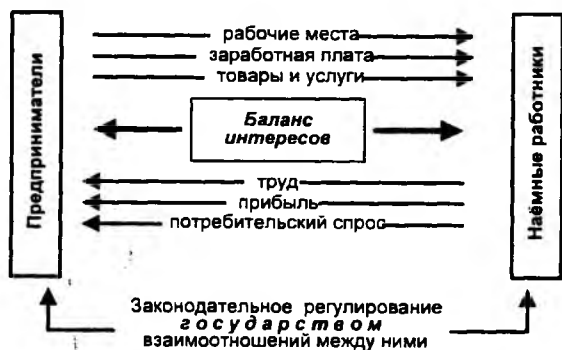 Предприниматели
рабочие места
заработная плата
товары и услуги
Баланс
интересов
труд
прибыль
потребительский спрос
Наёмные работники
Законодательное регулирование
государством
взаимоотношений между ними